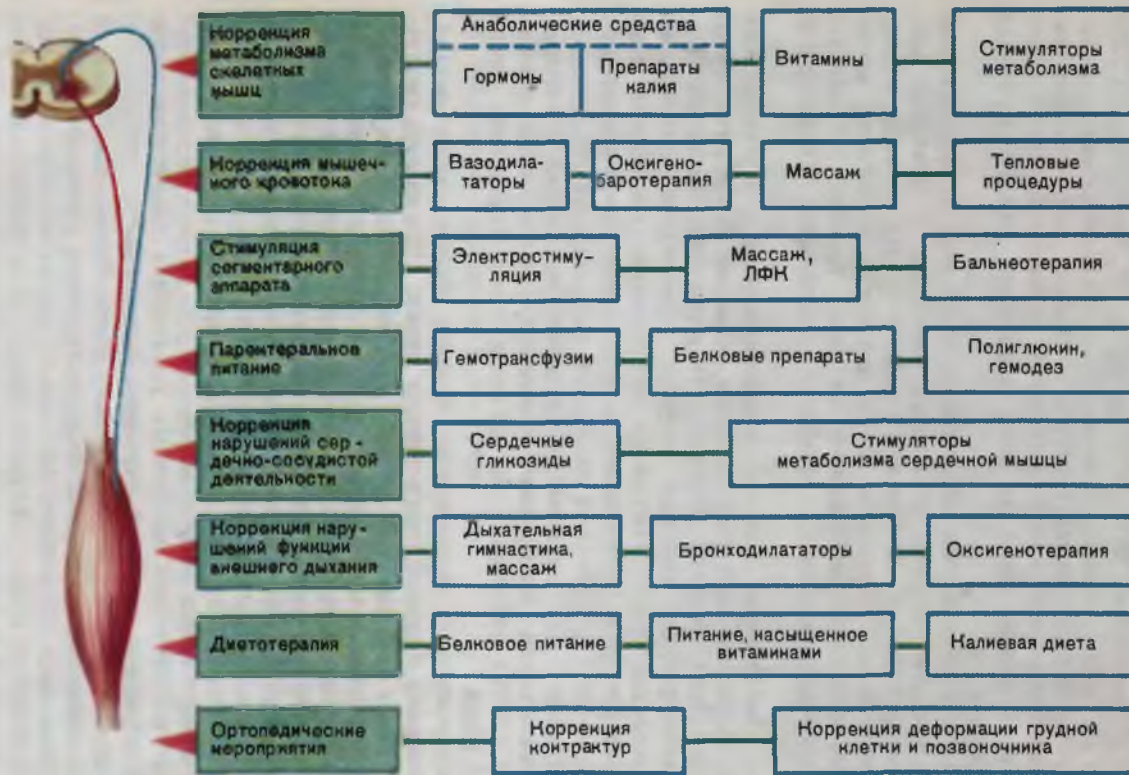 Коррекция
метаболизма
скелетных
мышц
Анаболические средства
Гормоны
Препараты
калия
Витамины
Стимуляторы
метаболизма
Коррекция мышеч-
ного кровотока
Вазодила-
таторы
Оксигено-
баротерапия
Массаж
Тепловые
процедуры
Стимуляция
сегментарного
аппарата
Электростиму-
ляция
Массаж,
ЛФК
Бальнеотерапия
Парентеральное
питание
Гемотрансфузии
Белковые препараты
Полиглюкин,
гемодез
Коррекция
нарушений сер-
дечно-сосудистой
деятельности
Сердечные
гликозиды
Стимуляторы
метаболизма сердечной мышцы
Коррекция нару-
шений функции
внешнего дыхания
Дыхательная
гимнастика,
массаж
Бронходилататоры
Оксигенотерапия
Диетотерапия
Белковое питание
Питание, насыщенное
витаминами
Калиевая диета
Ортопедические
мероприятия
Коррекция
контрактур
Коррекция деформации грудной
клетки и позвоночника